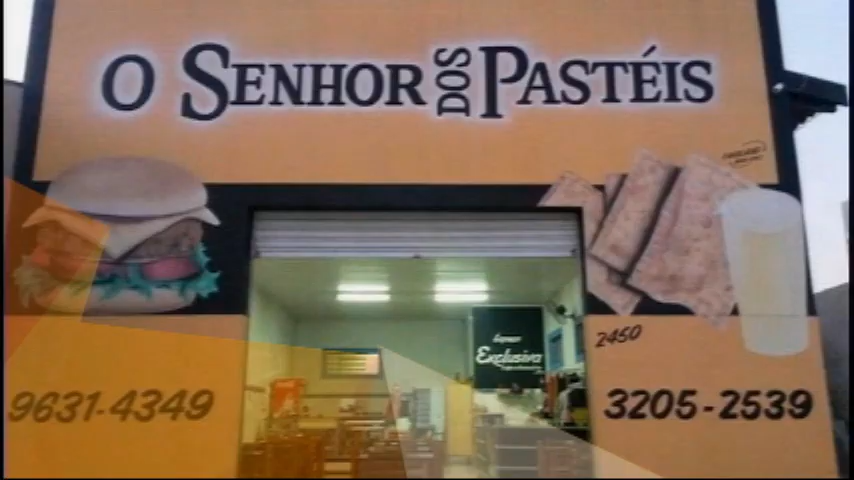 O SENHOR DOS PASTÉIS
2450
Exclusiva
9631-4349
3205-2539